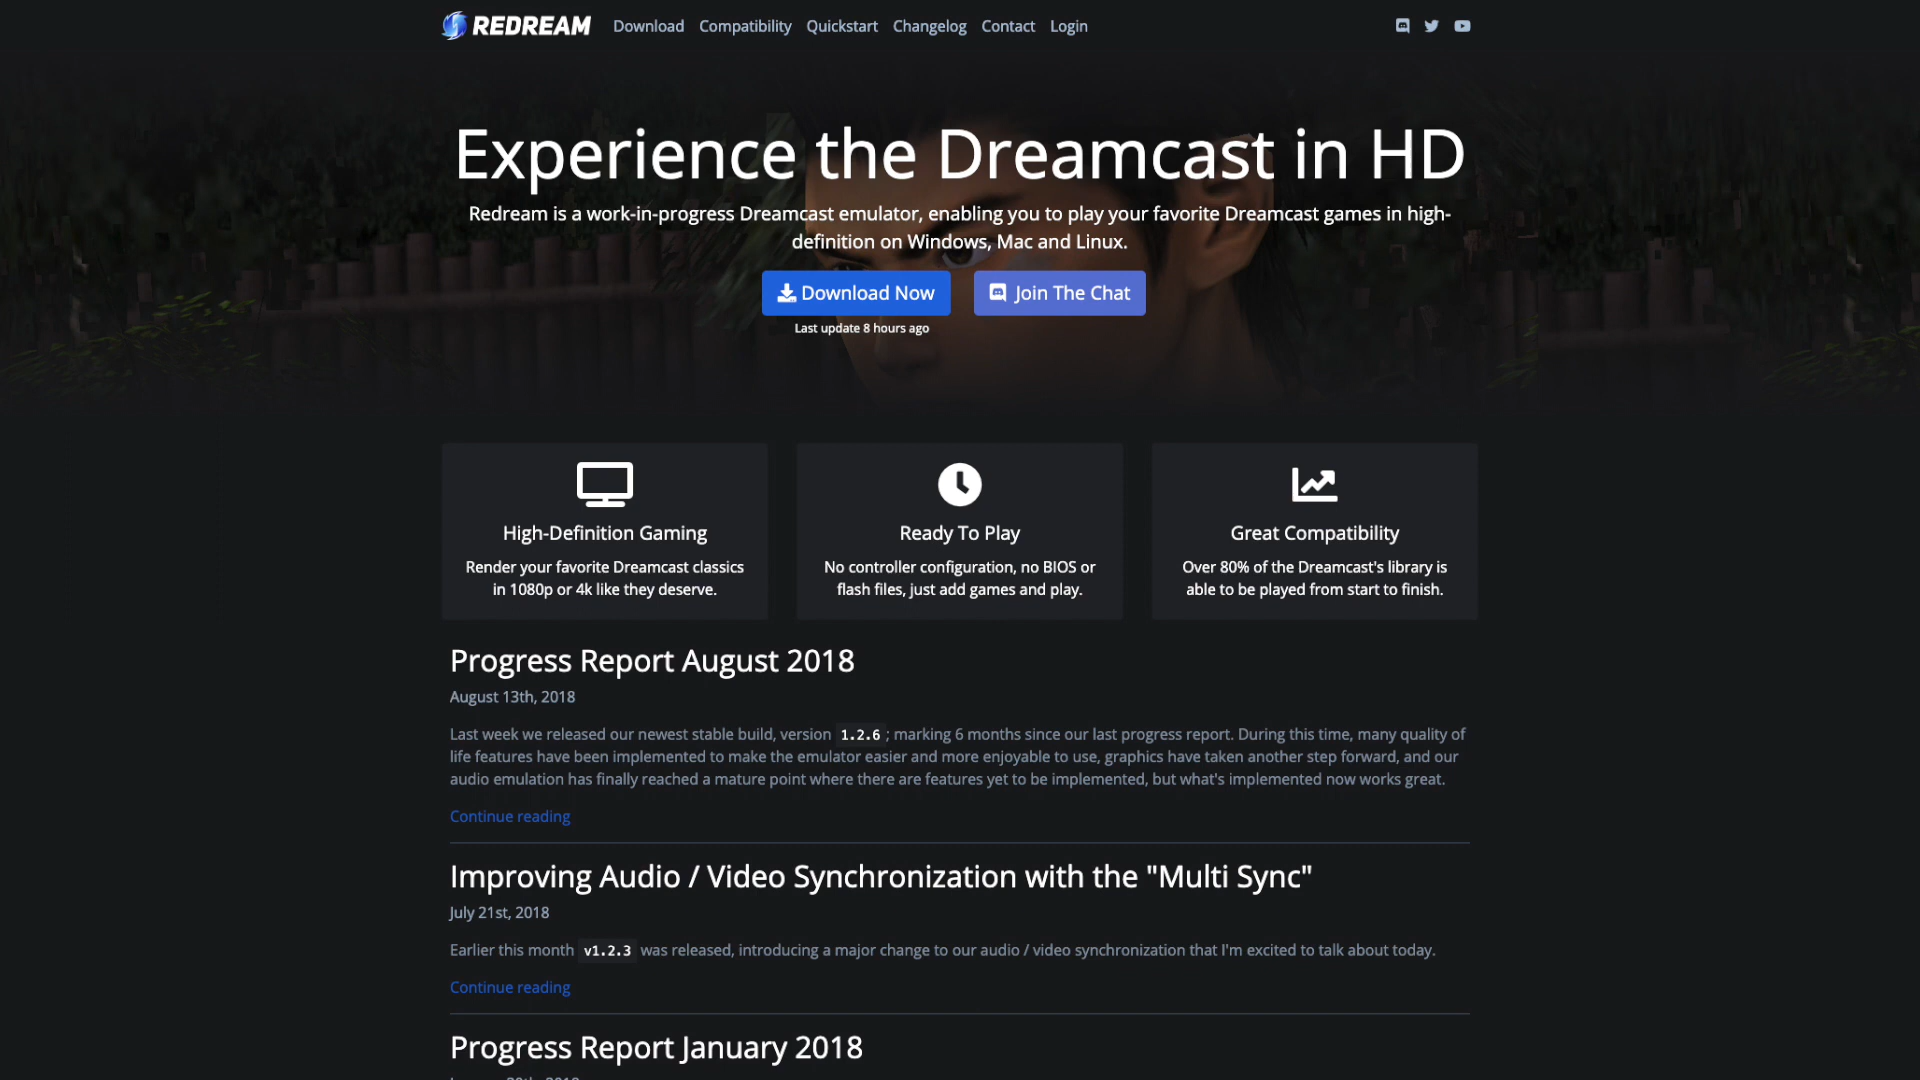 REDREAM Download Compatibility Quickstart Changelog Contact Login
Experience the Dreamcast in HD
Redream is a work-in-progress Dreamcast emulator, enabling you to play your favorite Dreamcast games in high-
definition on Windows, Mac and Linux.
Download Now
Join The Chat
Last update 8 hours ago
High-Definition Gaming
Render your favorite Dreamcast classics
in 1080p or 4k like they deserve.
Ready To Play
No controller configuration, no BIOS or
flash files, just add games and play.
Great Compatibility
Over 80% of the Dreamcast's library is
able to be played from start to finish.
Progress Report August 2018
August 13th, 2018
Last week we released our newest stable build, version 1.2.6 ; marking 6 months since our last progress report. During this time, many quality of
life features have been implemented to make the emulator easier and more enjoyable to use, graphics have taken another step forward, and our
audio emulation has finally reached a mature point where there are features yet to be implemented, but what's implemented now works great.
Continue reading
Improving Audio / Video Synchronization with the "Multi Sync"
July 21st, 2018
Earlier this month v1.2.3 was released, introducing a major change to our audio / video synchronization that I'm excited to talk about today.
Continue reading
Progress Report January 2018